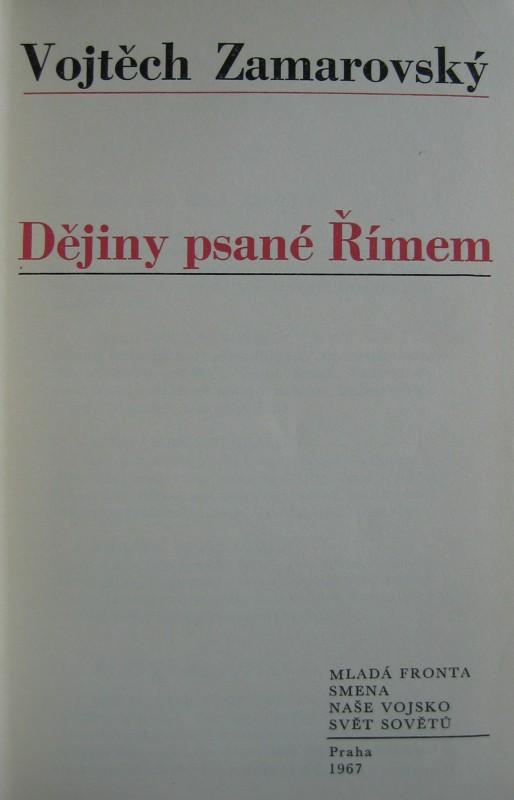 Vojtěch Zamarovský
Dějiny psané Římem
MLADÁ FRONTA
SMENA
NAŠE VOJSKO
SVĚT SOVĚTŮ
Praha
1967